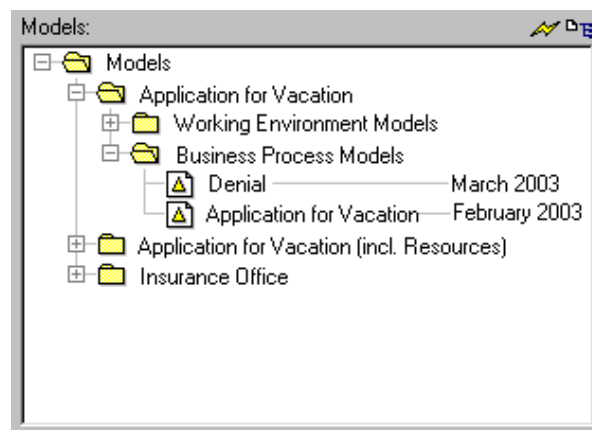 Models:
Models
Application for Vacation
Working Environment Models
Business Process Models
Denial March 2003
Application for Vacation February 2003
Application for Vacation (incl. Resources)
Insurance Office